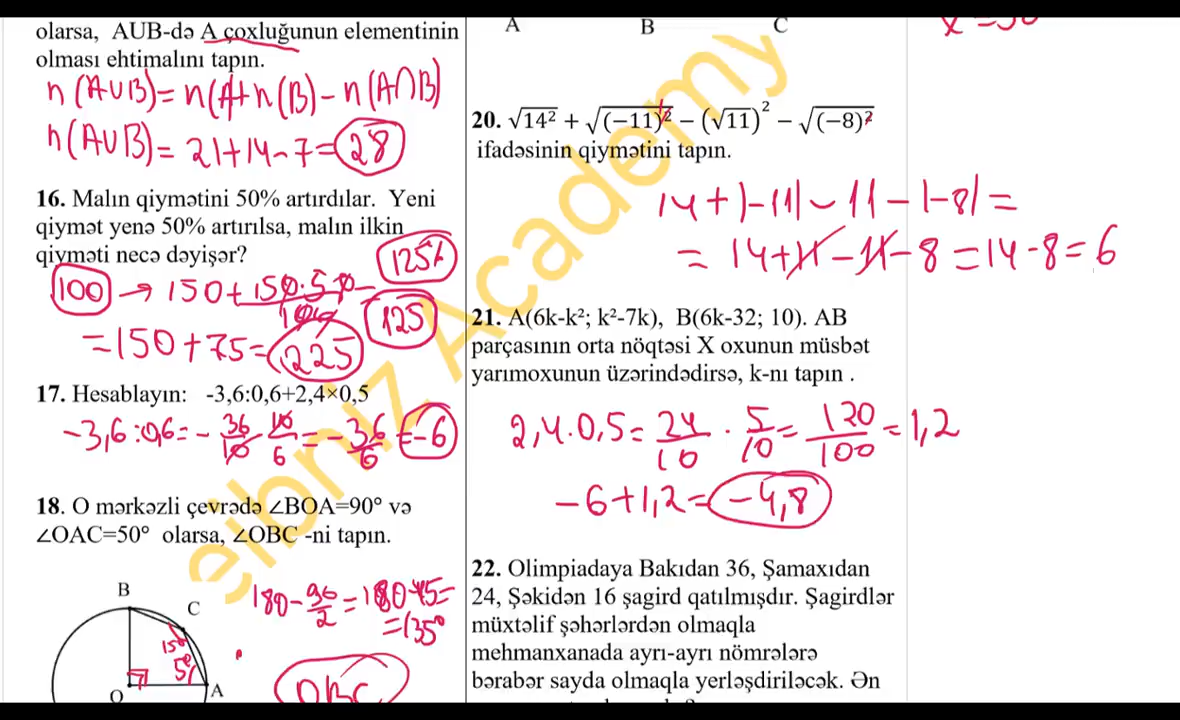 olarsa, AUB-də A çoxluğunun elementinin
olması ehtimalını tapın.
n(A∪B)=n(A+n(B)-n(A∩B)
n(A∪B)=21+14-7=28
16. Malın qiymətini 50% artırdılar. Yeni
qiymət yenə 50% artırılsa, malın ilkin
qiyməti necə dəyişər?
125%
100 → 150+150·50/100=
125
=150+75=225
17. Hesablayın: -3,6:0,6+2,4×0,5
-3,6:0,6=-36/10·10/6=-36/6=-6
18. O mərkəzli çevrədə ∠BOA=90° və
∠OAC=50° olarsa, ∠OBC -ni tapın.
180-90/2=180-45=
=135°
B
C
O
A
OBC
A B C
20. √14² + √(−11)² − (√11)² − √(−8)²
ifadəsinin qiymətini tapın.
14+|-11|-11-|-8|=
=14+11-11-8=14-8=6
21. A(6k-k²; k²-7k), B(6k-32; 10). AB
parçasının orta nöqtəsi X oxunun müsbət
yarımoxunun üzərindədirsə, k-nı tapın .
2,4.0,5=24/10·5/10=120/100=1,2
-6+1,2=-4,8
22. Olimpiadaya Bakıdan 36, Şamaxıdan
24, Şəkidən 16 şagird qatılmışdır. Şagirdlər
müxtəlif şəhərlərdən olmaqla
mehmanxanada ayrı-ayrı nömrələrə
bərabər sayda olmaqla yerləşdiriləcək. Ən
eibniz Academy